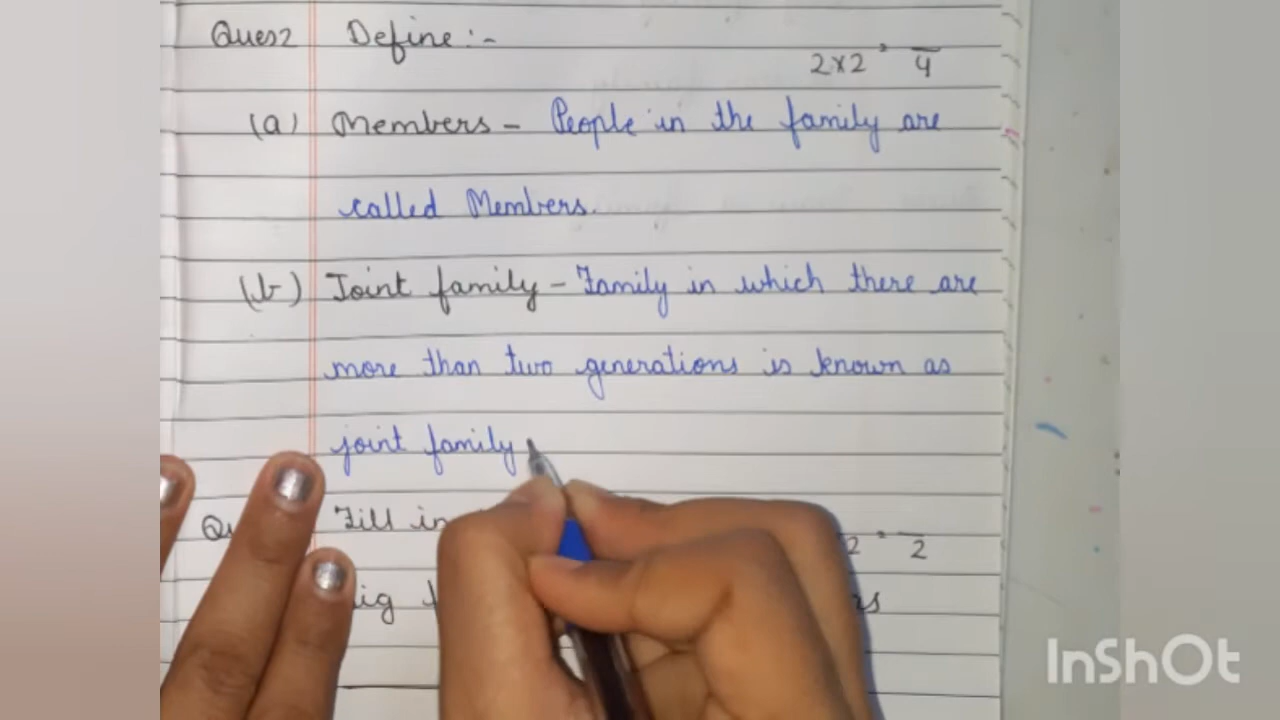 Ques2 Define :-
2x2 = 4
(a) Members - People in the family are
called Members.
(b) Joint family - Family in which there are
more than two generations is known as
joint family
Fill in
2 = 2
InShOt